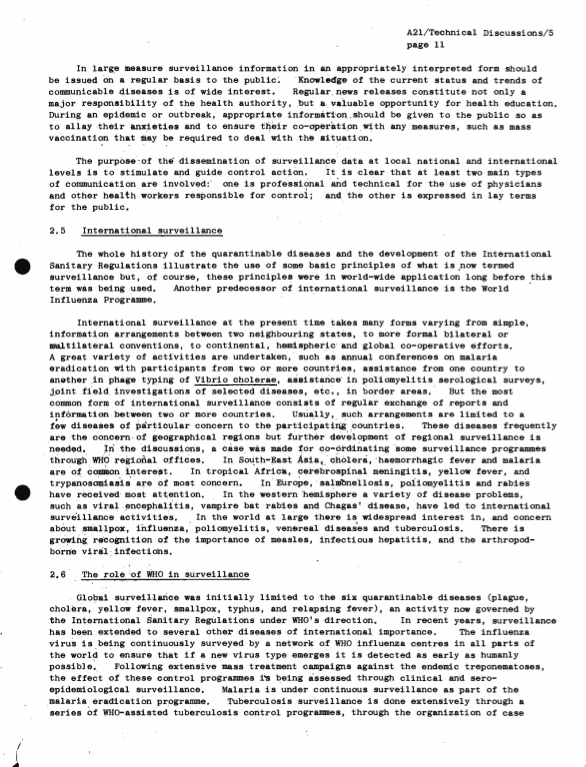 A21/Technical Discussions/5
page 11
In large measure surveillance information in an appropriately interpreted form should
be issued on a regular basis to the public. Knowledge of the current status and trends of
communicable diseases is of wide interest. Regular news releases constitute not only a
major responsibility of the health authority, but a valuable opportunity for health education.
During an epidemic or outbreak, appropriate information should be given to the public so as
to allay their anxieties and to ensure their co-operation with any measures, such as mass
vaccination that may be required to deal with the situation.
The purpose of the dissemination of surveillance data at local national and international
levels is to stimulate and guide control action. It is clear that at least two main types
of communication are involved: one is professional and technical for the use of physicians
and other health workers responsible for control; and the other is expressed in lay terms
for the public.
2.5 International surveillance
The whole history of the quarantinable diseases and the development of the International
Sanitary Regulations illustrate the use of some basic principles of what is now termed
surveillance but, of course, these principles were in world-wide application long before this
term was being used. Another predecessor of international surveillance is the World
Influenza Programme.
International surveillance at the present time takes many forms varying from simple,
information arrangements between two neighbouring states, to more formal bilateral or
multilateral conventions, to continental, hemispheric and global co-operative efforts.
A great variety of activities are undertaken, such as annual conferences on malaria
eradication with participants from two or more countries, assistance from one country to
another in phage typing of Vibrio cholerae, assistance in poliomyelitis serological surveys,
joint field investigations of selected diseases, etc., in border areas. But the most
common form of international surveillance consists of regular exchange of reports and
information between two or more countries. Usually, such arrangements are limited to a
few diseases of particular concern to the participating countries. These diseases frequently
are the concern of geographical regions but further development of regional surveillance is
needed. In the discussions, a case was made for co-ordinating some surveillance programmes
through WHO regional offices. In South-East Asia, cholera, haemorrhagic fever and malaria
are of common interest. In tropical Africa, cerebrospinal meningitis, yellow fever, and
trypanosomiasis are of most concern. In Europe, salmonellosis, poliomyelitis and rabies
have received most attention. In the western hemisphere a variety of disease problems,
such as viral encephalitis, vampire bat rabies and Chagas' disease, have led to international
surveillance activities. In the world at large there is widespread interest in, and concern
about smallpox, influenza, poliomyelitis, venereal diseases and tuberculosis. There is
growing recognition of the importance of measles, infectious hepatitis, and the arthropod-
borne viral infections.
2.6 The role of WHO in surveillance
Global surveillance was initially limited to the six quarantinable diseases (plague,
cholera, yellow fever, smallpox, typhus, and relapsing fever), an activity now governed by
the International Sanitary Regulations under WHO's direction. In recent years, surveillance
has been extended to several other diseases of international importance. The influenza
virus is being continuously surveyed by a network of WHO influenza centres in all parts of
the world to ensure that if a new virus type emerges it is detected as early as humanly
possible. Following extensive mass treatment campaigns against the endemic treponematoses,
the effect of these control programmes is being assessed through clinical and sero-
epidemiological surveillance. Malaria is under continuous surveillance as part of the
malaria eradication programme. Tuberculosis surveillance is done extensively through a
series of WHO-assisted tuberculosis control programmes, through the organization of case